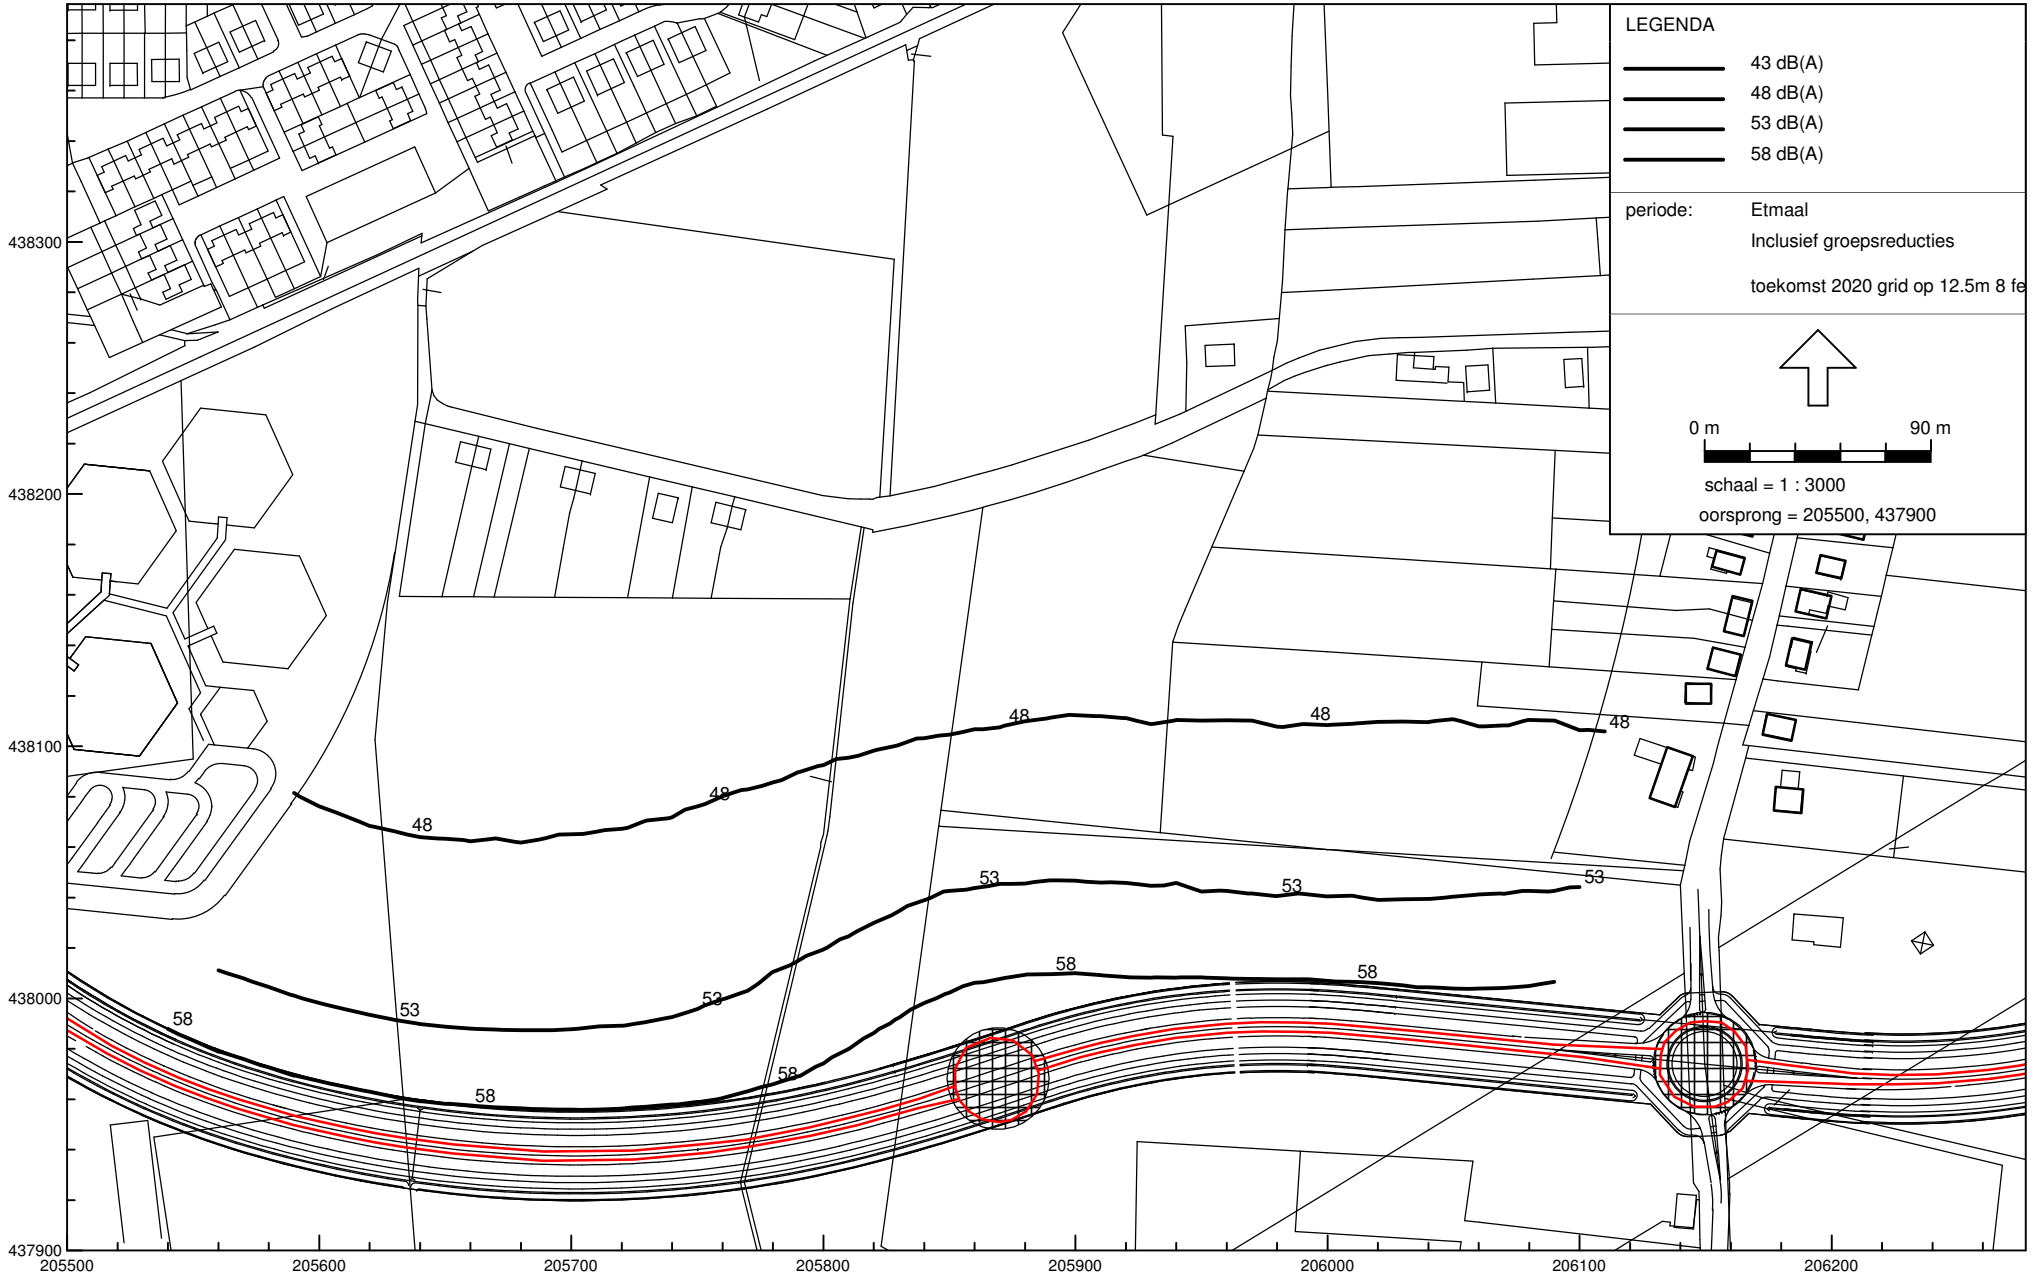 LEGENDA
43 dB(A)
48 dB(A)
53 dB(A)
58 dB(A)
periode: Etmaal
Inclusief groepsreducties
toekomst 2020 grid op 12.5m 8 fe
0 m 90 m
schaal = 1 : 3000
oorsprong = 205500, 437900
438300
438200
438100
438000
437900
48 48 48
48
48
53 53 53
58 58
53 53
58
58
58
205500 205600 205700 205800 205900 206000 206100 206200